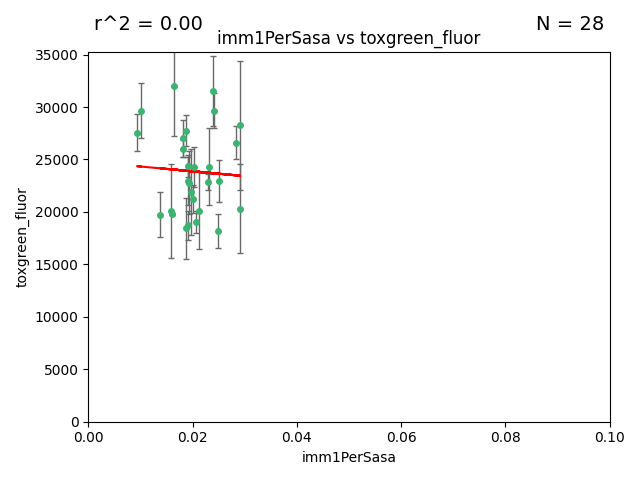 r^2 = 0.00
N = 28
imm1PerSasa vs toxgreen_fluor
35000
30000
25000
20000
15000
10000
5000
0
toxgreen_fluor
0.00
0.02
0.04
0.06
0.08
0.10
imm1PerSasa